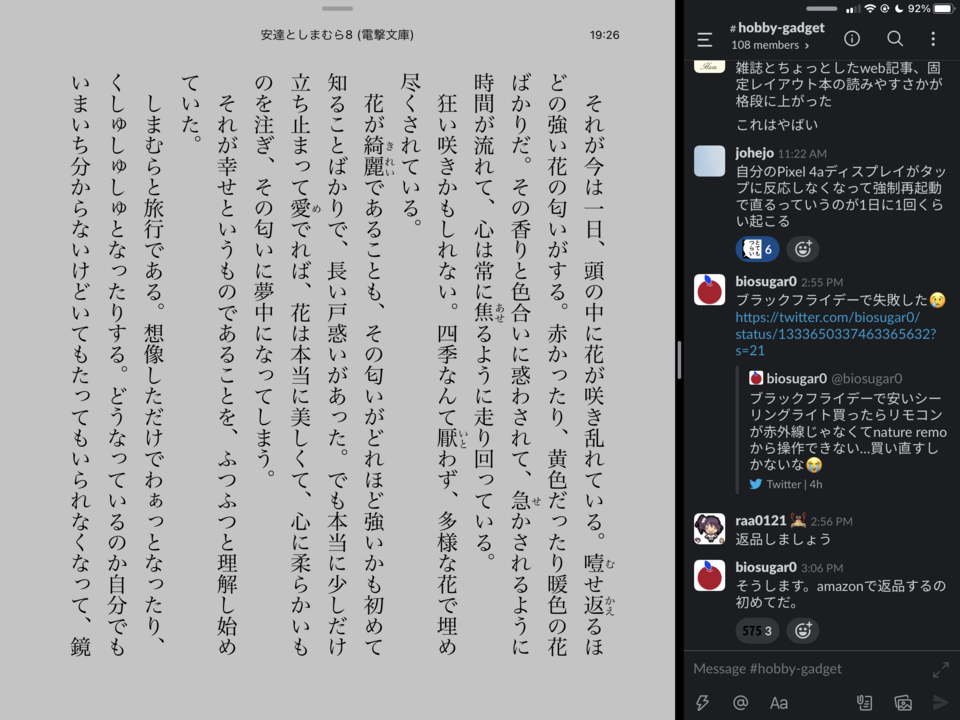 安達としまむら8 (電撃文庫)
19:26
それが今は一日、頭の中に花が咲き乱れている。噎せ返るほ
どの強い花の匂いがする。赤かったり、黄色だったり暖色の花
ばかりだ。その香りと色合いに惑わされて、急かされるように
時間が流れて、心は常に焦るように走り回っている。
狂い咲きかもしれない。四季なんて厭わず、多様な花で埋め
尽くされている。
花が綺麗であることも、その匂いがどれほど強いかも初めて
知ることばかりで、長い戸惑いがあった。でも本当に少しだけ
立ち止まって愛でれば、花は本当に美しくて、心に柔らかいも
のを注ぎ、その匂いに夢中になってしまう。
それが幸せというものであることを、ふつふつと理解し始め
ていた。
しまむらと旅行である。想像しただけでわぁっとなったり、
くしゅしゅしゅとなったりする。どうなっているのか自分でも
いまいち分からないけどいてもたってもいられなくなって、鏡
むかえ
せ
あせ
いと
きれい
め
92%
#hobby-gadget
108 members >
雑誌とちょっとしたweb記事、固
定レイアウト本の読みやすさかが
格段に上がった
これはやばい
johejo 11:22 AM
自分のPixel 4aディスプレイがタッ
プに反応しなくなって強制再起動
で直るっていうのが1日に1回くら
い起こる
とてもつらい 6
biosugar0 2:55 PM
ブラックフライデーで失敗した😢
https://twitter.com/biosugar0/
status/1333650337463365632?
s=21
biosugar0 @biosugar0
ブラックフライデーで安いシー
リングライト買ったらリモコン
が赤外線じゃなくてnature remo
から操作できない...買い直すし
かないな😭
Twitter | 4h
raa0121 2:56 PM
返品しましょう
biosugar0 3:06 PM
そうします。amazonで返品するの
初めてだ。
575 3
Message #hobby-gadget
@ Aa